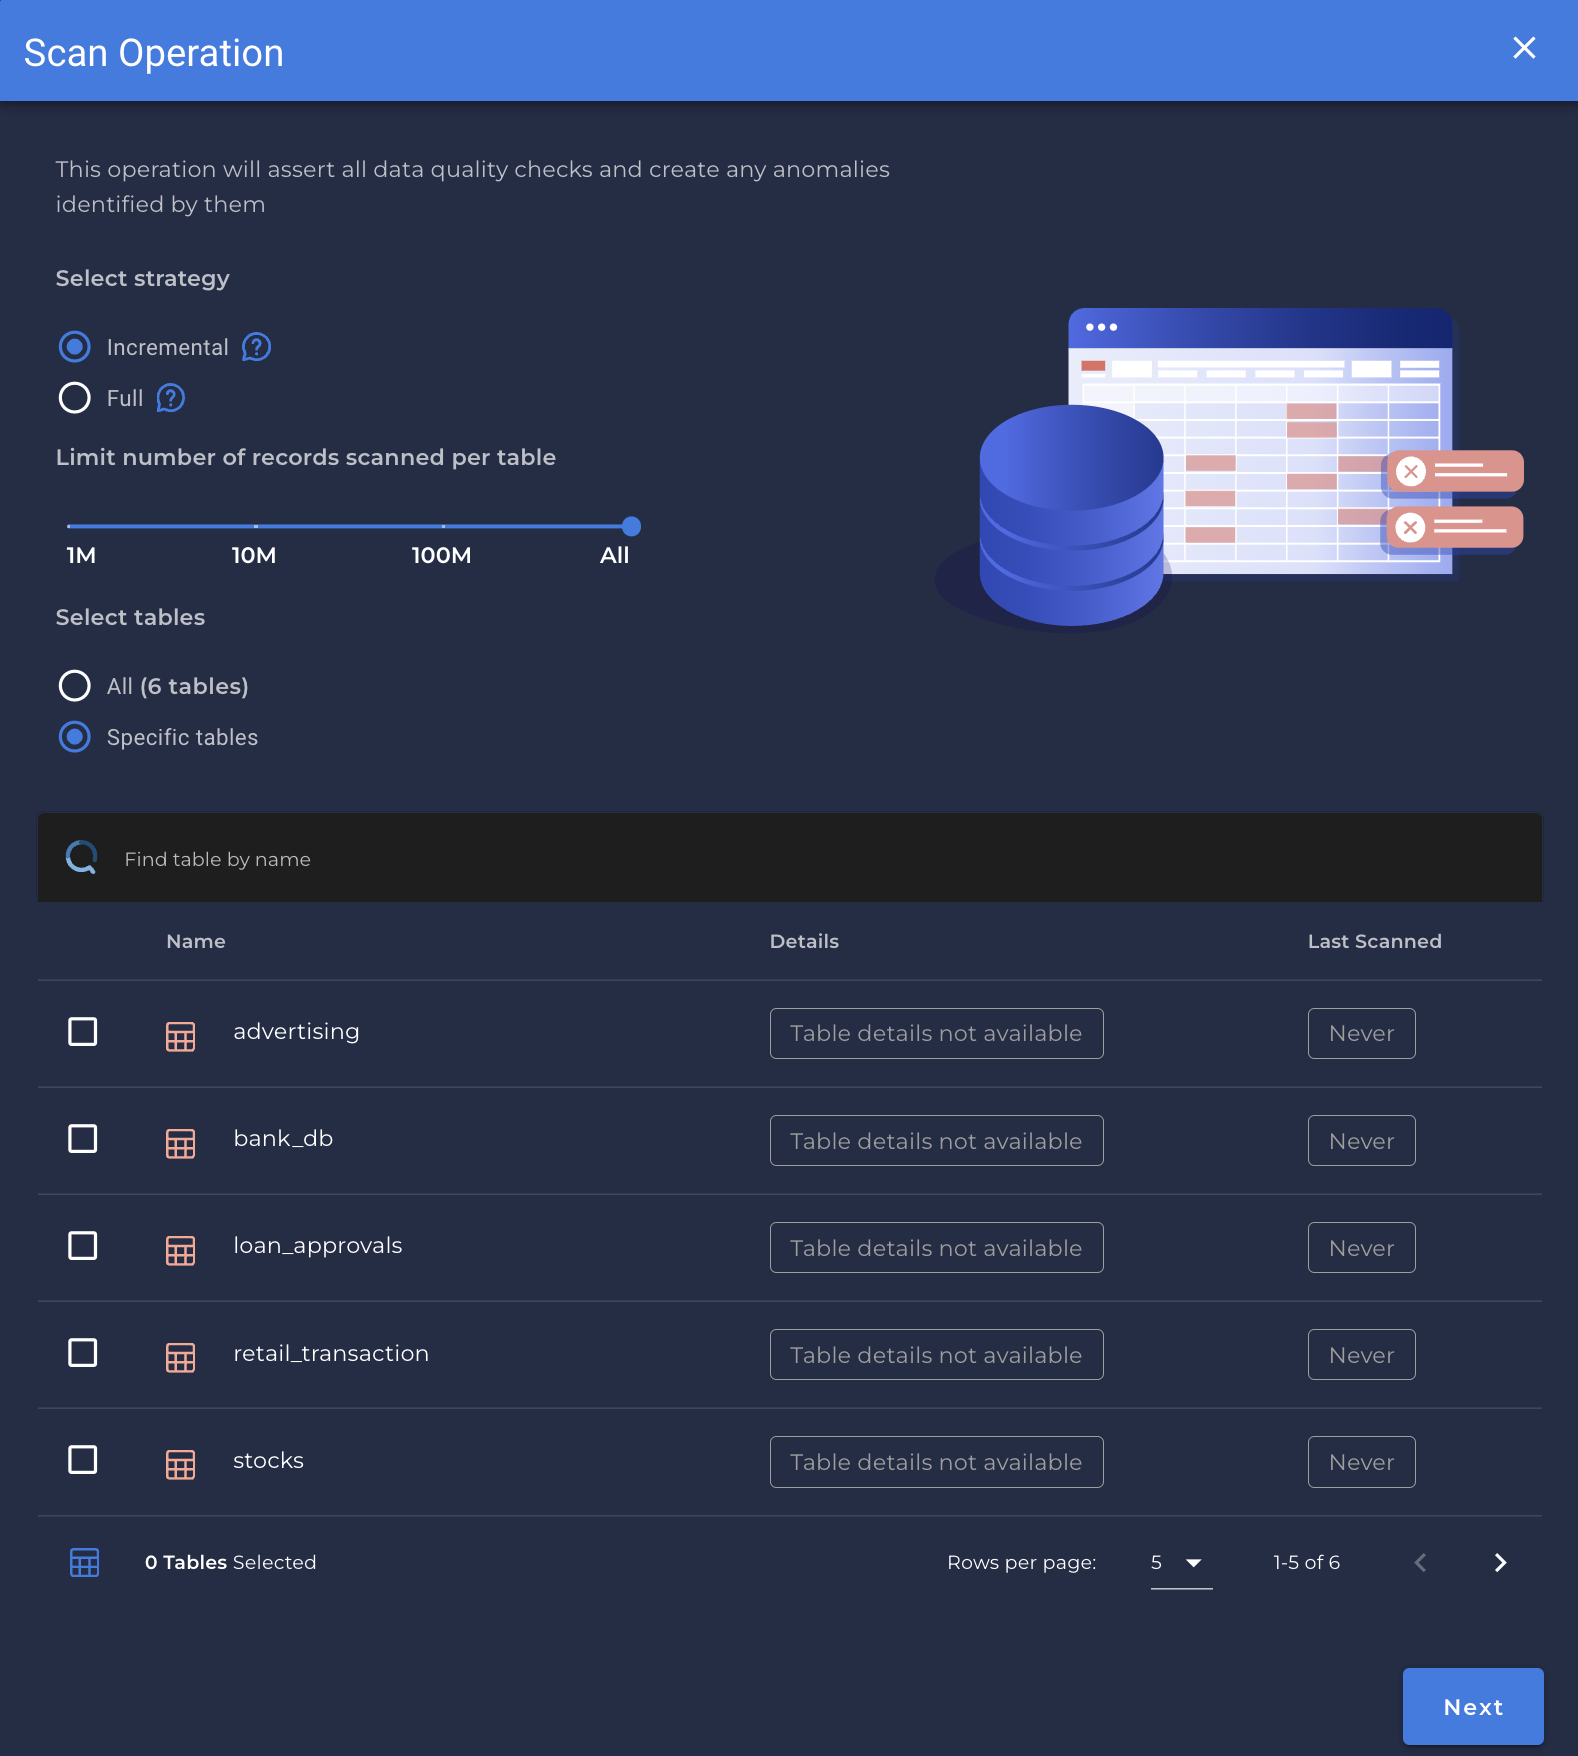 Scan Operation
This operation will assert all data quality checks and create any anomalies
identified by them
Select strategy
Incremental
Full
Limit number of records scanned per table
1M 10M 100M All
Select tables
All (6 tables)
Specific tables
Find table by name
Name Details Last Scanned
advertising Table details not available Never
bank_db Table details not available Never
loan_approvals Table details not available Never
retail_transaction Table details not available Never
stocks Table details not available Never
0 Tables Selected Rows per page: 5 1-5 of 6
Next